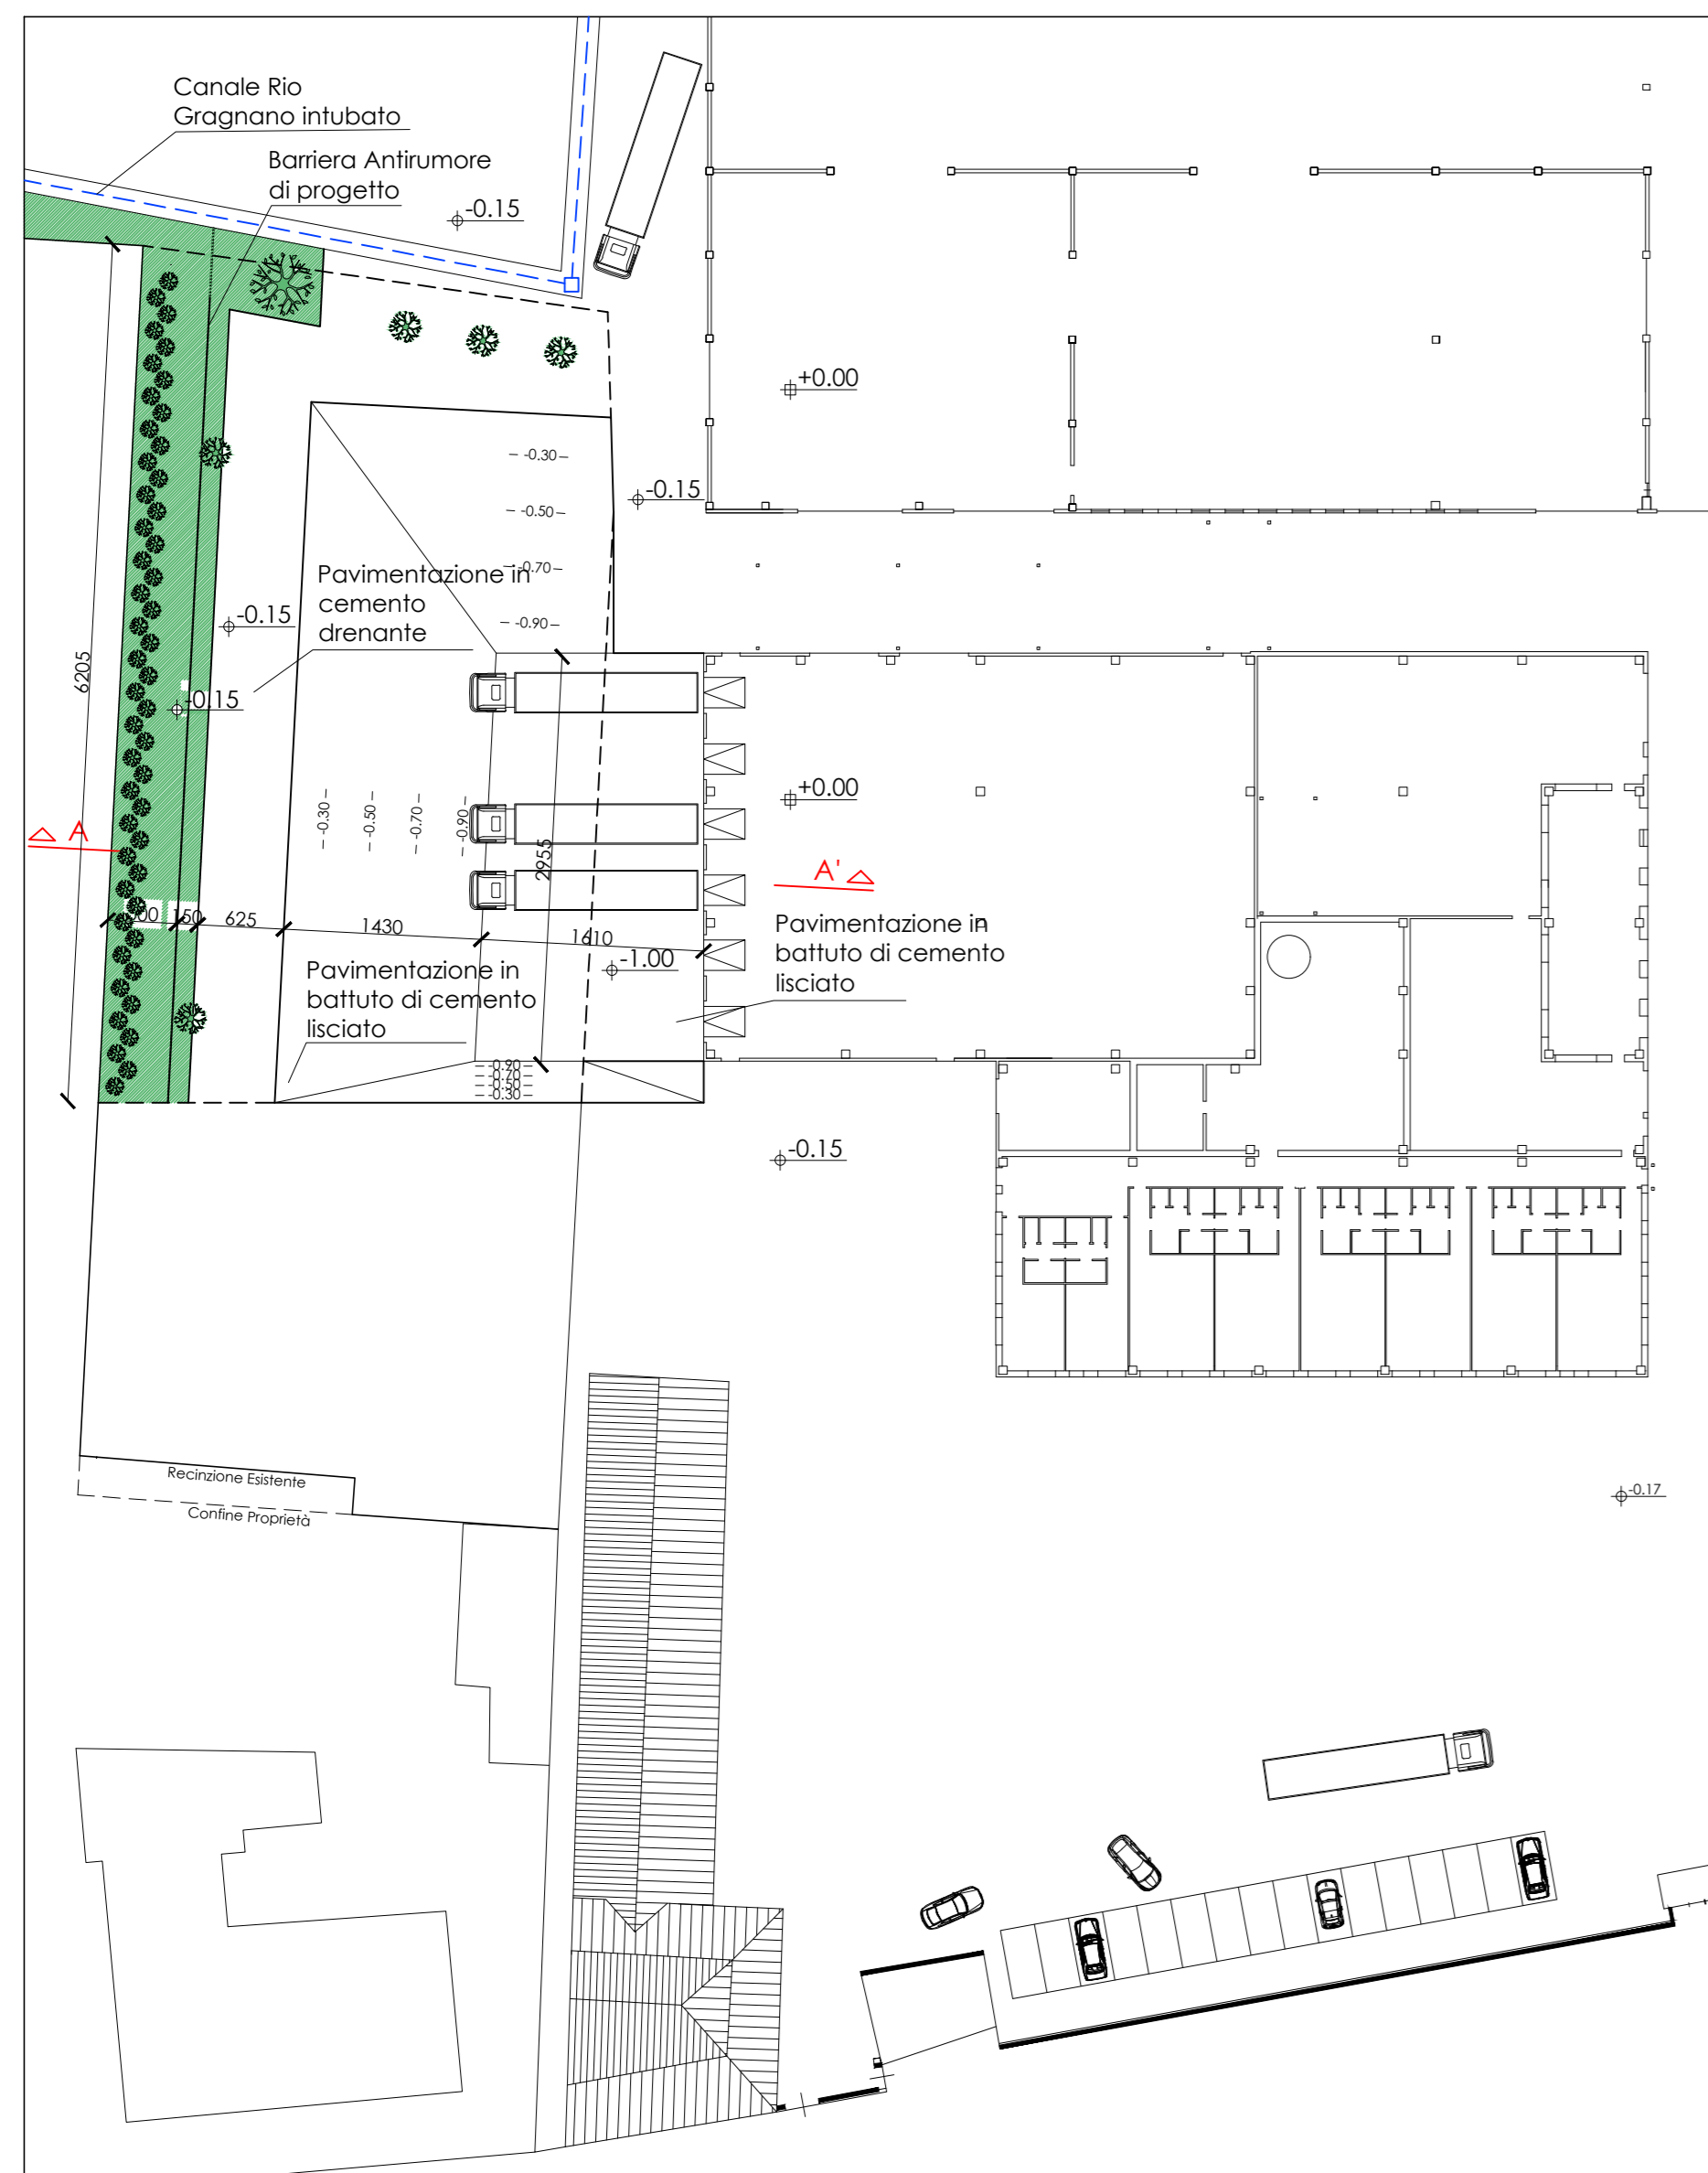 Canale Rio
Gragnano intubato
Barriera Antirumore
di progetto
-0.15
+0.00
-0.30
-0.15
-0.50
Pavimentazione in
cemento
drenante
-0.70
-0.15
-0.90
6205
-0.15
+0.00
-0.30
-0.50
-0.70
-0.90
2955
A
A'
150
625
1430
1610
Pavimentazione in
battuto di cemento
lisciato
-1.00
Pavimentazione in
battuto di cemento
lisciato
-0.90
-0.70
-0.50
-0.30
-0.15
Recinzione Esistente
Confine Proprietà
-0.17